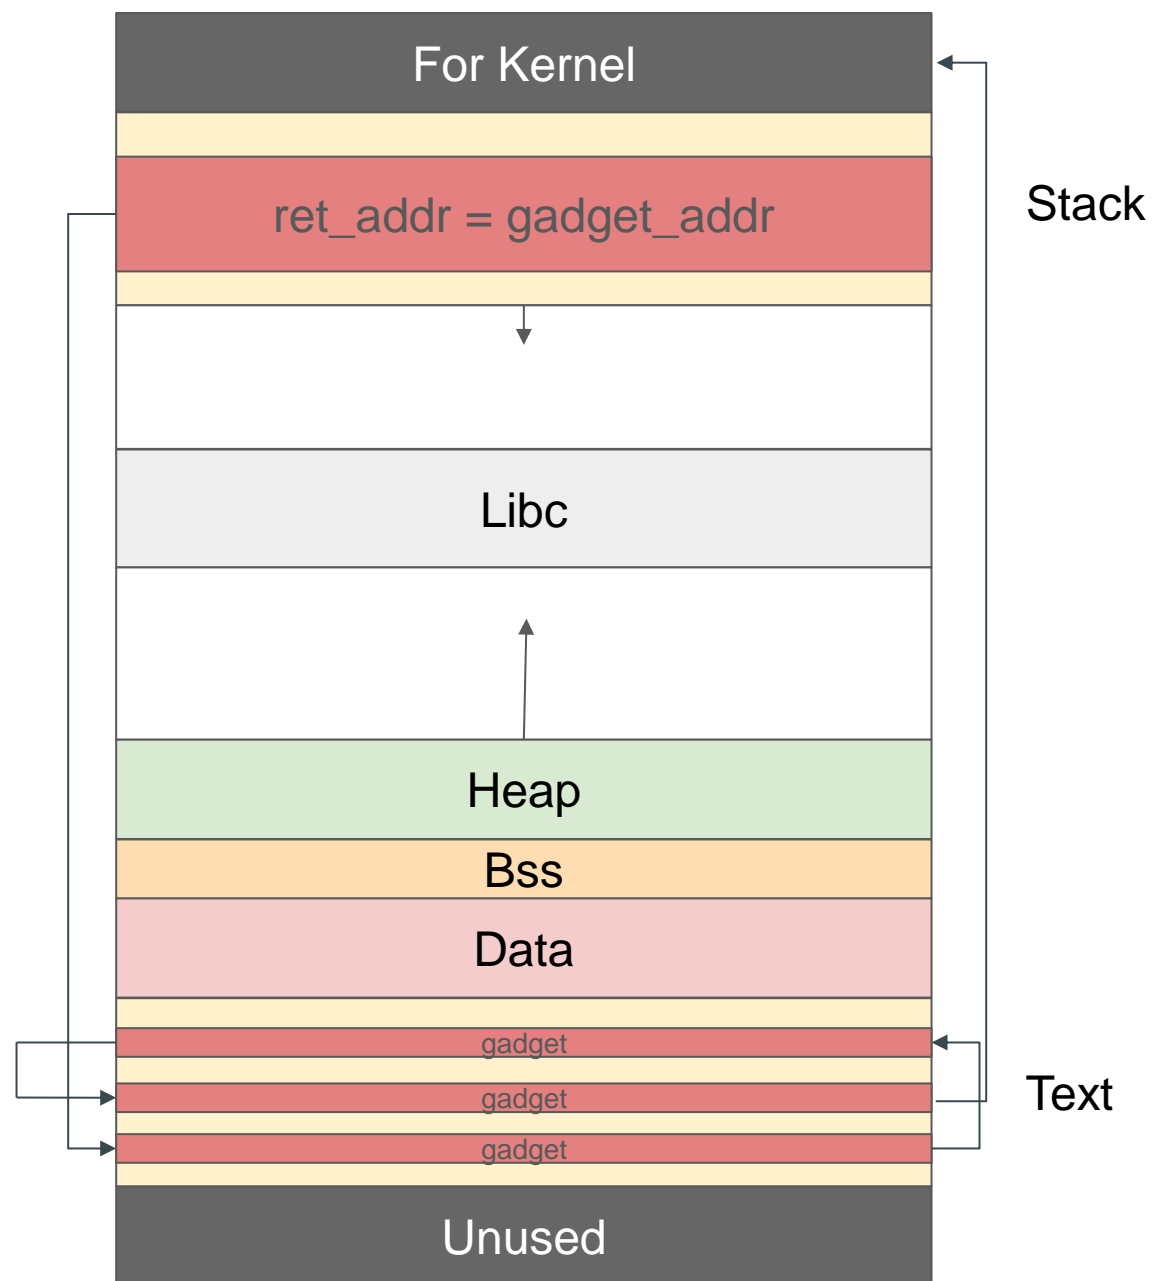 For Kernel
Stack
ret_addr = gadget_addr
Libc
Heap
Bss
Data
gadget
gadget
Text
gadget
Unused